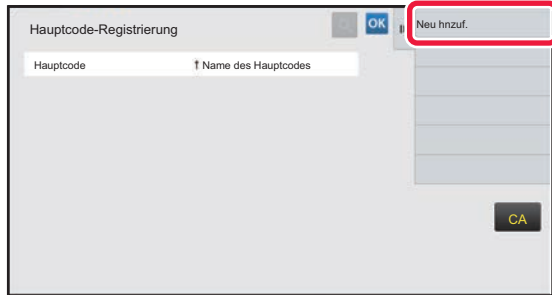 Hauptcode-Registrierung
OK
Neu hnzuf.
Hauptcode
Name des Hauptcodes
CA